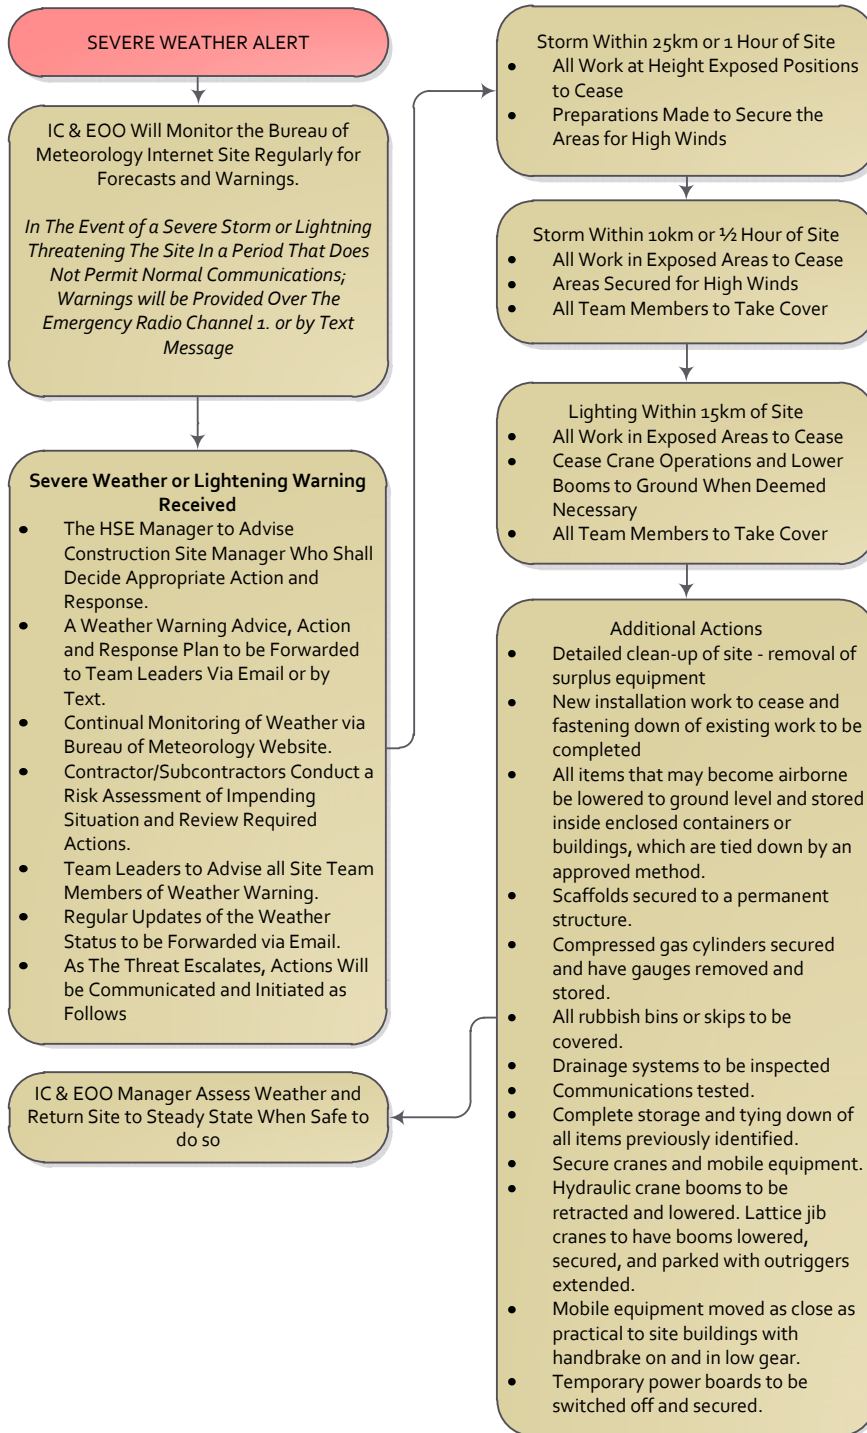 SEVERE WEATHER ALERT
IC & EOO Will Monitor the Bureau of
Meteorology Internet Site Regularly for
Forecasts and Warnings.
In The Event of a Severe Storm or Lightning
Threatening The Site In a Period That Does
Not Permit Normal Communications;
Warnings will be Provided Over The
Emergency Radio Channel 1. or by Text
Message
Severe Weather or Lightening Warning
Received
• The HSE Manager to Advise
Construction Site Manager Who Shall
Decide Appropriate Action and
Response.
• A Weather Warning Advice, Action
and Response Plan to be Forwarded
to Team Leaders Via Email or by
Text.
• Continual Monitoring of Weather via
Bureau of Meteorology Website.
• Contractor/Subcontractors Conduct a
Risk Assessment of Impending
Situation and Review Required
Actions.
• Team Leaders to Advise all Site Team
Members of Weather Warning.
• Regular Updates of the Weather
Status to be Forwarded via Email.
• As The Threat Escalates, Actions Will
be Communicated and Initiated as
Follows
Storm Within 25km or 1 Hour of Site
• All Work at Height Exposed Positions
to Cease
• Preparations Made to Secure the
Areas for High Winds
Storm Within 10km or ½ Hour of Site
• All Work in Exposed Areas to Cease
• Areas Secured for High Winds
• All Team Members to Take Cover
Lighting Within 15km of Site
• All Work in Exposed Areas to Cease
• Cease Crane Operations and Lower
Booms to Ground When Deemed
Necessary
• All Team Members to Take Cover
Additional Actions
• Detailed clean-up of site - removal of
surplus equipment
• New installation work to cease and
fastening down of existing work to be
completed
• All items that may become airborne
be lowered to ground level and stored
inside enclosed containers or
buildings, which are tied down by an
approved method.
• Scaffolds secured to a permanent
structure.
• Compressed gas cylinders secured
and have gauges removed and
stored.
• All rubbish bins or skips to be
covered.
• Drainage systems to be inspected
• Communications tested.
• Complete storage and tying down of
all items previously identified.
• Secure cranes and mobile equipment.
• Hydraulic crane booms to be
retracted and lowered. Lattice jib
cranes to have booms lowered,
secured, and parked with outriggers
extended.
• Mobile equipment moved as close as
practical to site buildings with
handbrake on and in low gear.
• Temporary power boards to be
switched off and secured.
IC & EOO Manager Assess Weather and
Return Site to Steady State When Safe to
do so